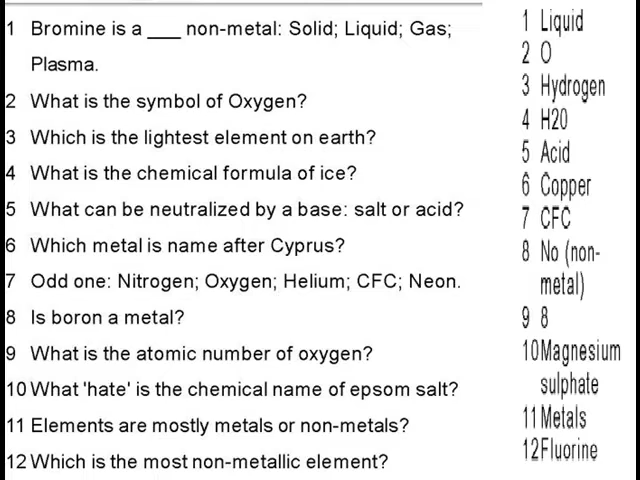 1 Bromine is a ___ non-metal: Solid; Liquid; Gas;
Plasma.
2 What is the symbol of Oxygen?
3 Which is the lightest element on earth?
4 What is the chemical formula of ice?
5 What can be neutralized by a base: salt or acid?
6 Which metal is name after Cyprus?
7 Odd one: Nitrogen; Oxygen; Helium; CFC; Neon.
8 Is boron a metal?
9 What is the atomic number of oxygen?
10 What 'hate' is the chemical name of epsom salt?
11 Elements are mostly metals or non-metals?
12 Which is the most non-metallic element?
1 Liquid
2 O
3 Hydrogen
4 H20
5 Acid
6 Copper
7 CFC
8 No (non-
metal)
9 8
10 Magnesium
sulphate
11 Metals
12 Fluorine